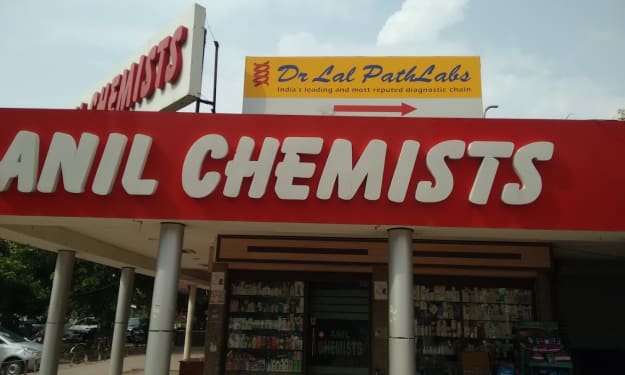 CHEMISTS
Dr Lal PathLabs
India's leading and most reputed diagnostic chain
ANIL CHEMISTS
ANIL
CHEMISTS